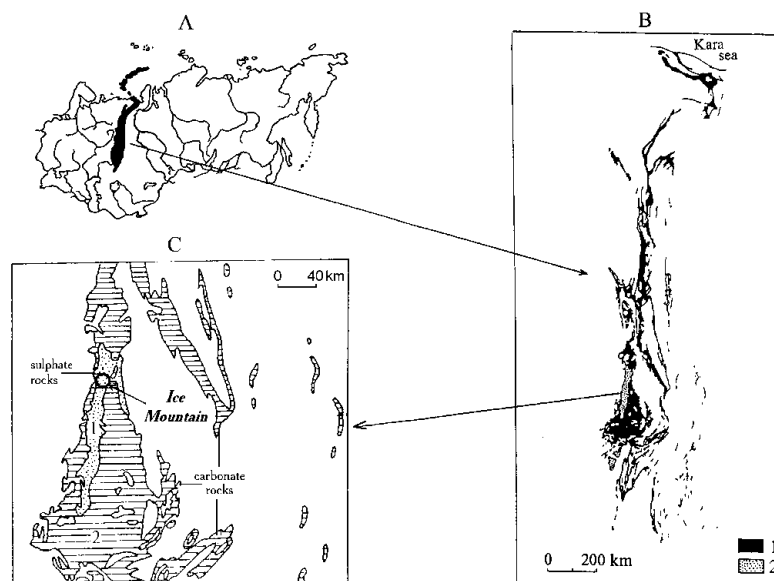 A
B
Kara
sea
C
0 40 km
sulphate
rocks
Ice
Mountain
1
carbonate
rocks
2
0 200 km
1
2